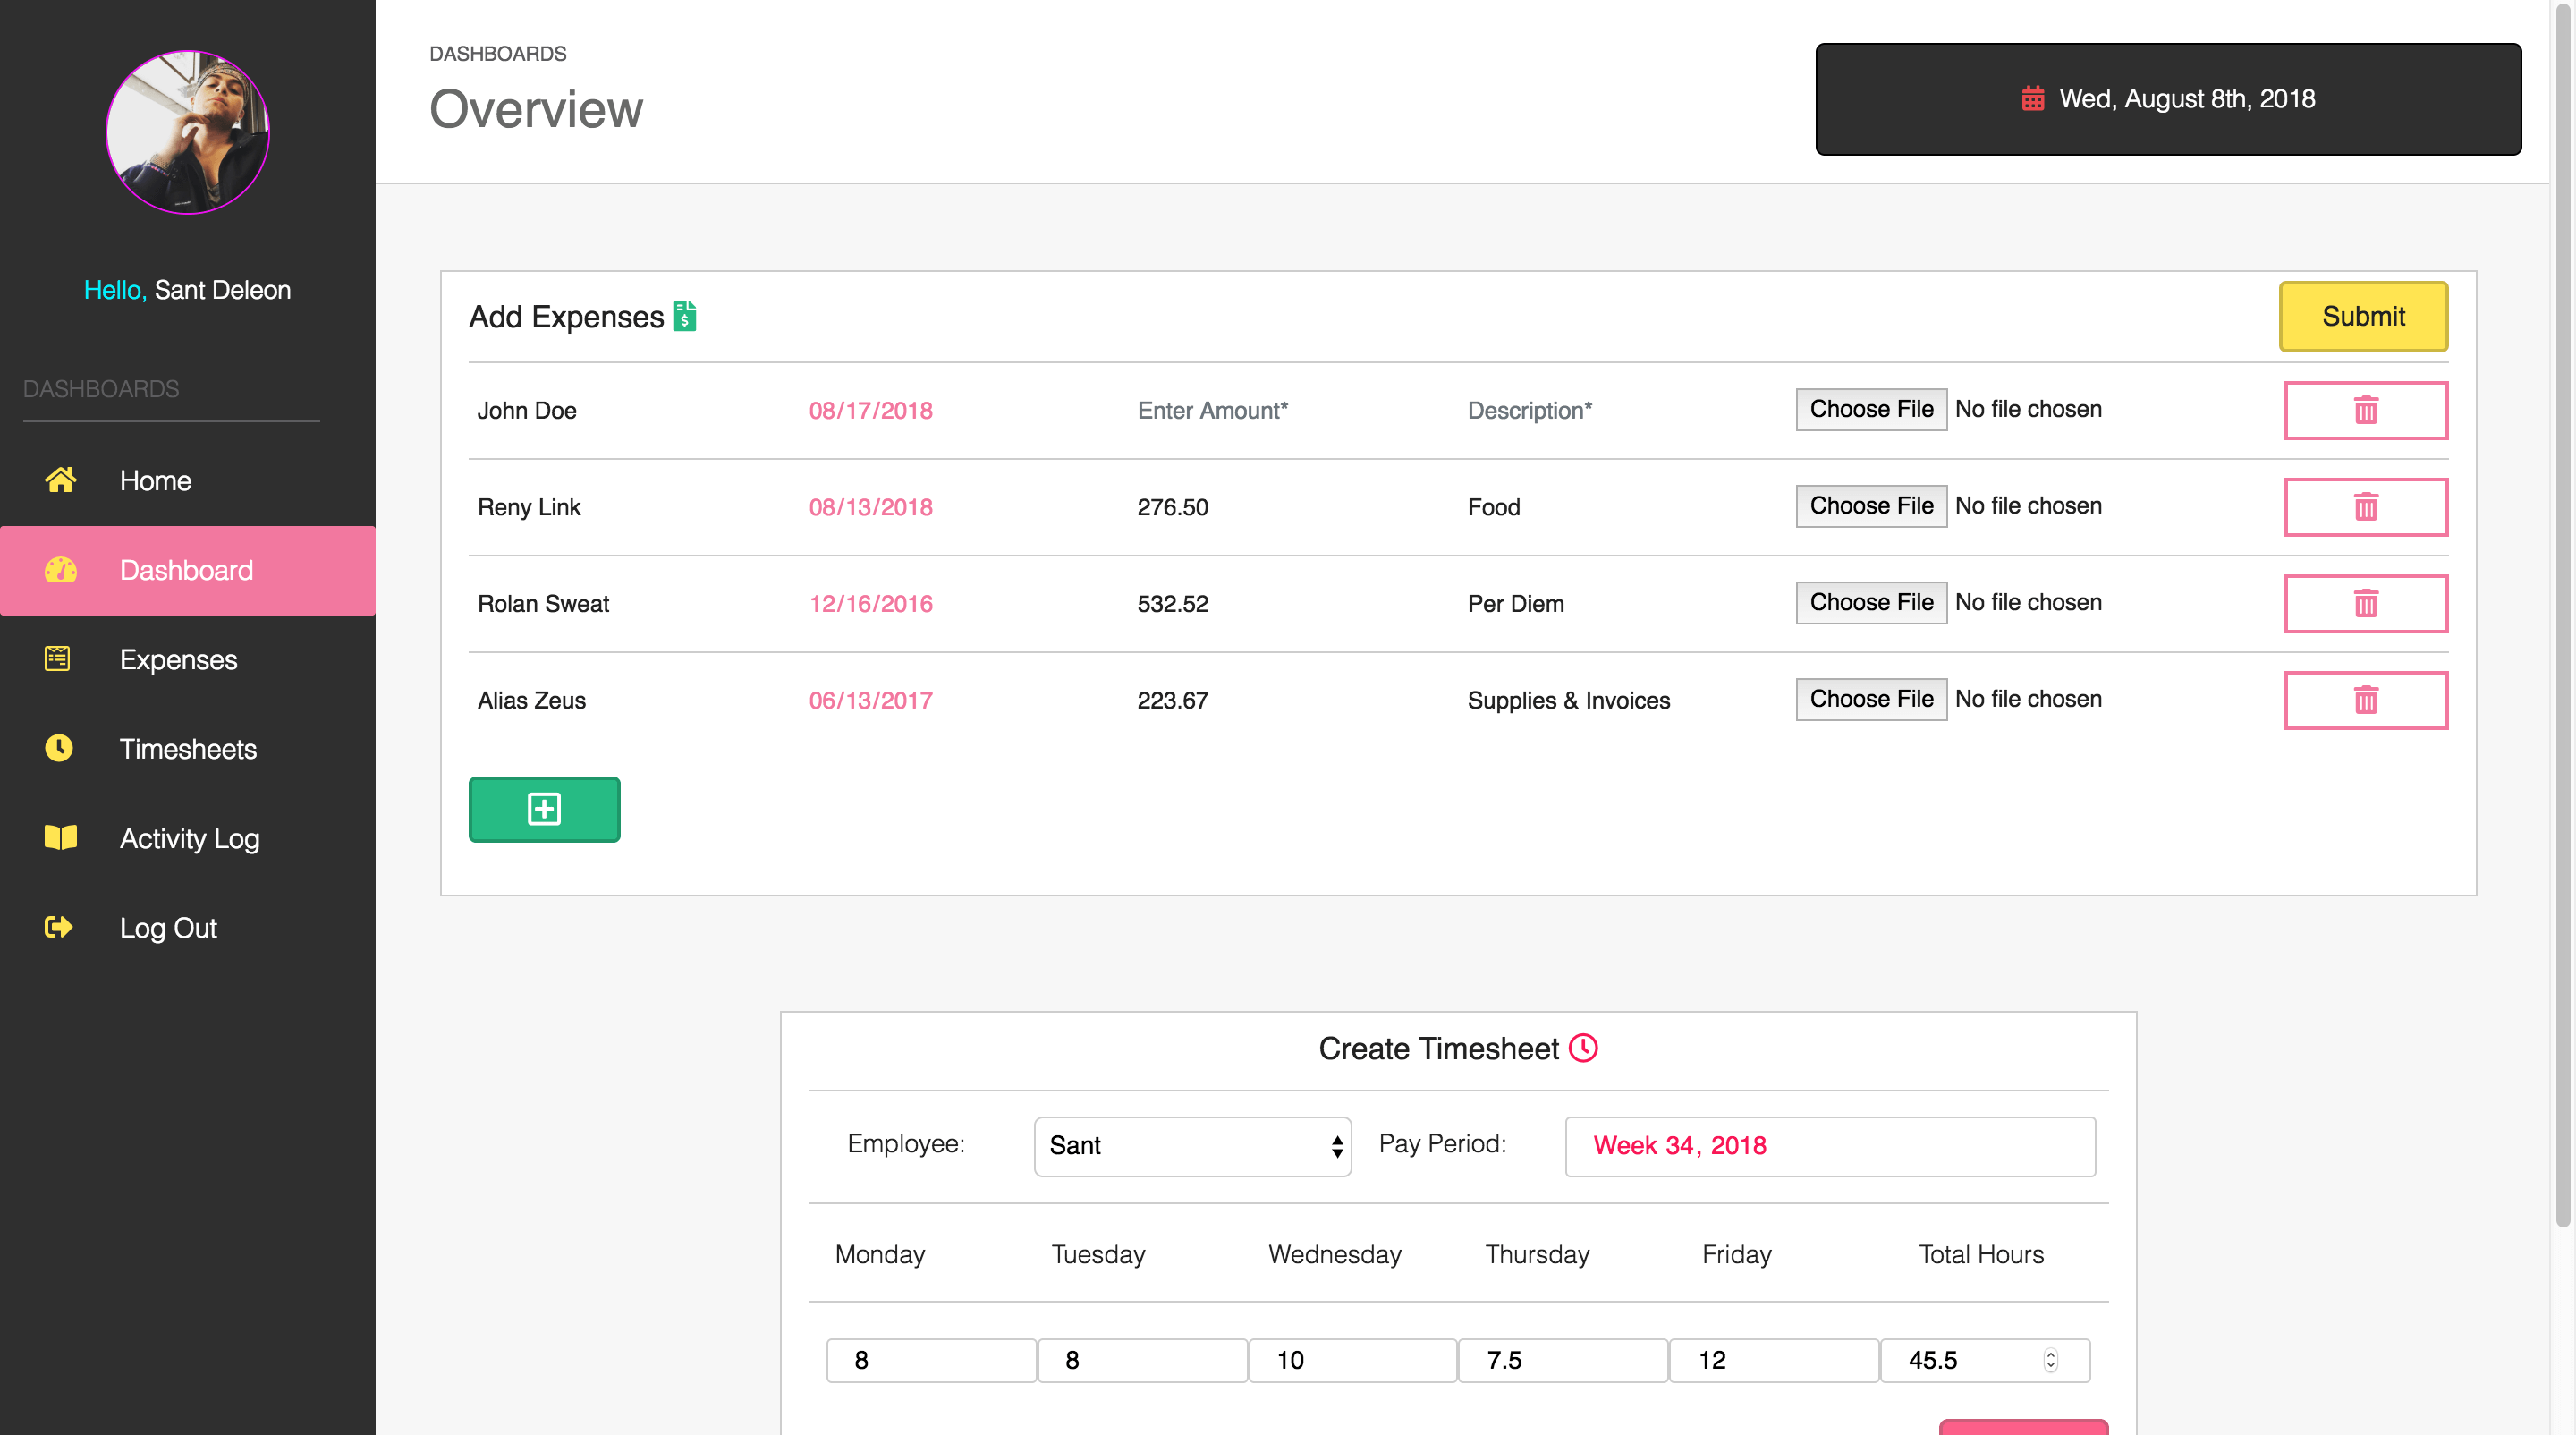 Hello, Sant Deleon
DASHBOARDS
Home
Dashboard
Expenses
Timesheets
Activity Log
Log Out
DASHBOARDS
Overview
Wed, August 8th, 2018
Add Expenses
Submit
John Doe 08/17/2018 Enter Amount* Description* Choose File No file chosen
Reny Link 08/13/2018 276.50 Food Choose File No file chosen
Rolan Sweat 12/16/2016 532.52 Per Diem Choose File No file chosen
Alias Zeus 06/13/2017 223.67 Supplies & Invoices Choose File No file chosen
Create Timesheet
Employee: Sant Pay Period: Week 34, 2018
Monday Tuesday Wednesday Thursday Friday Total Hours
8 8 10 7.5 12 45.5